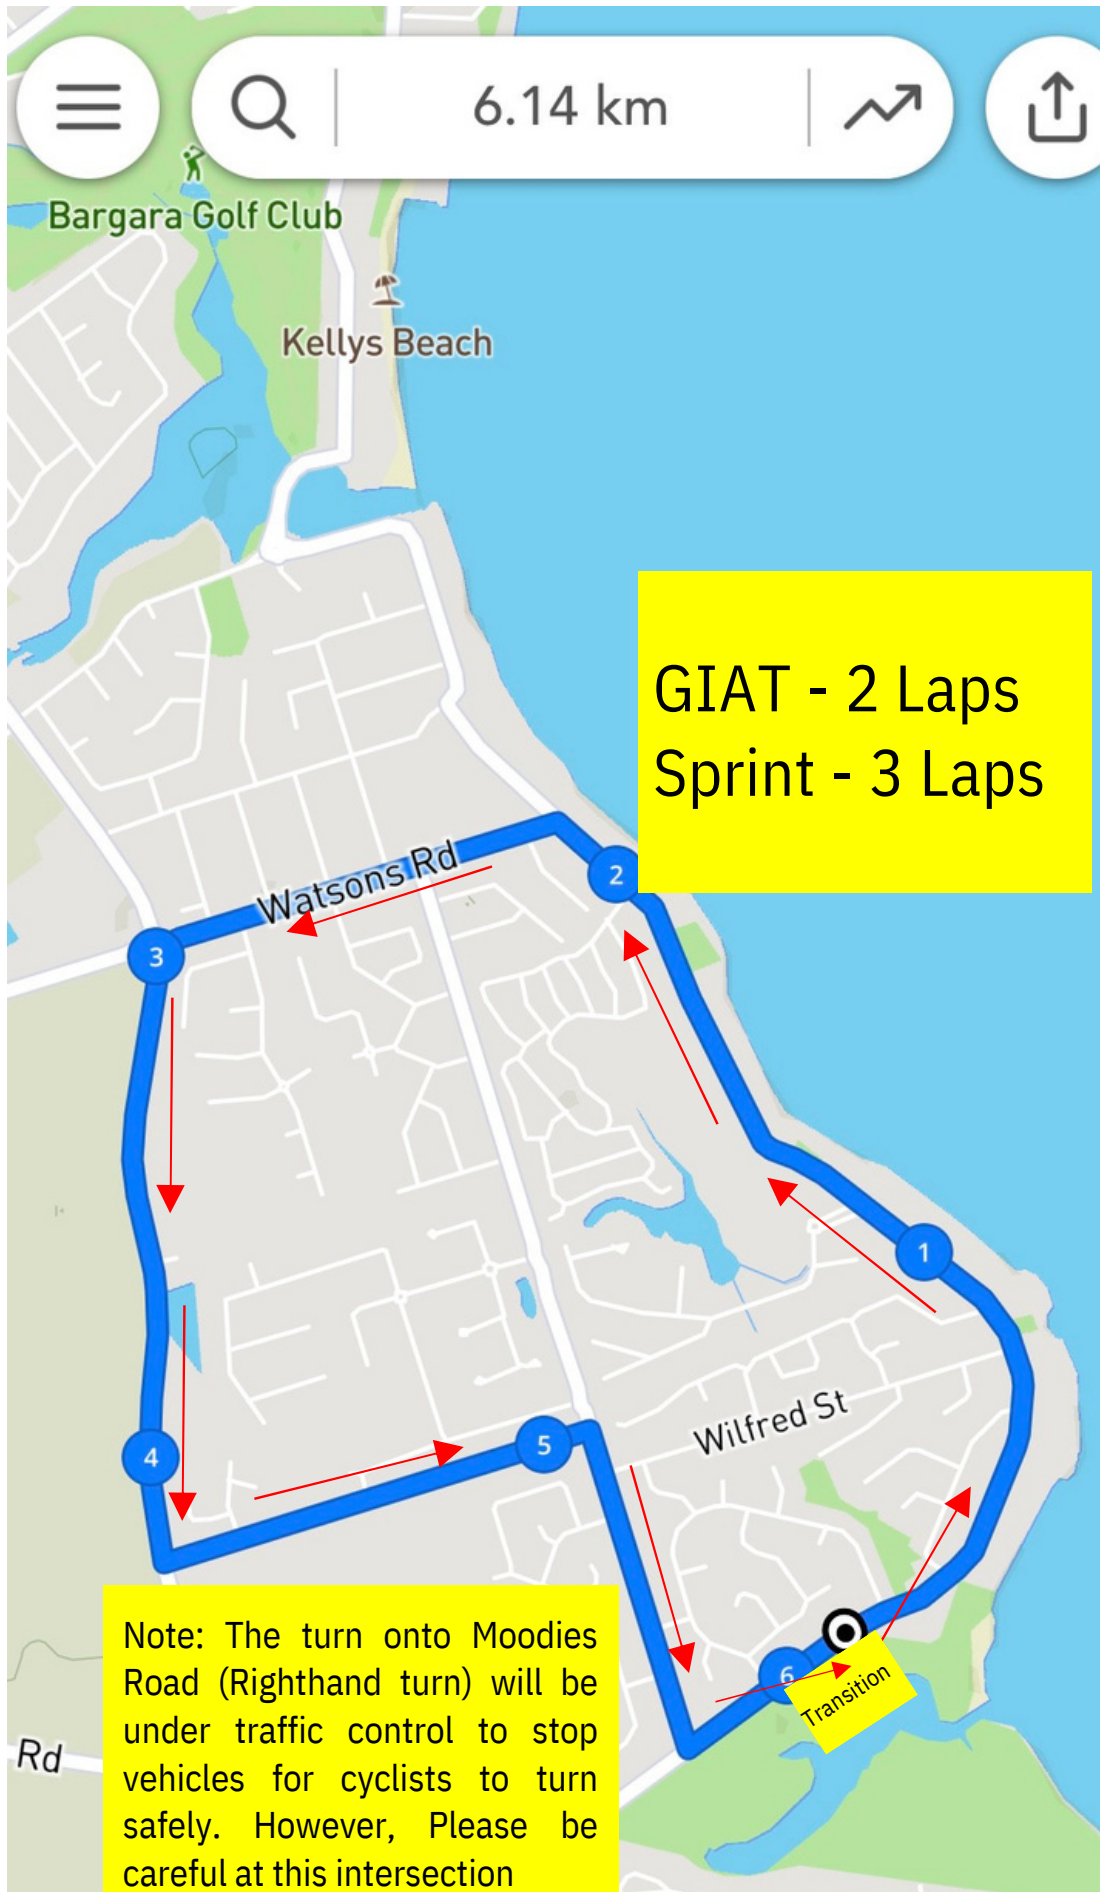 6.14 km
Bargara Golf Club
Kellys Beach
GIAT - 2 Laps
Sprint - 3 Laps
Watsons Rd
2
3
1
Wilfred St
5
4
6
Transition
Note: The turn onto Moodies
Road (Righthand turn) will be
under traffic control to stop
vehicles for cyclists to turn
safely. However, Please be
careful at this intersection
Rd